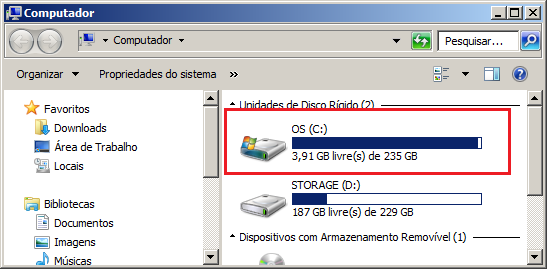 Computador
Computador
Pesquisar...
Organizar
Propriedades do sistema
»
Favoritos
Downloads
Área de Trabalho
Locais
Bibliotecas
Documentos
Imagens
Músicas
Unidades de Disco Rígido (2)
OS (C:)
3,91 GB livre(s) de 235 GB
STORAGE (D:)
187 GB livre(s) de 229 GB
Dispositivos com Armazenamento Removível (1)